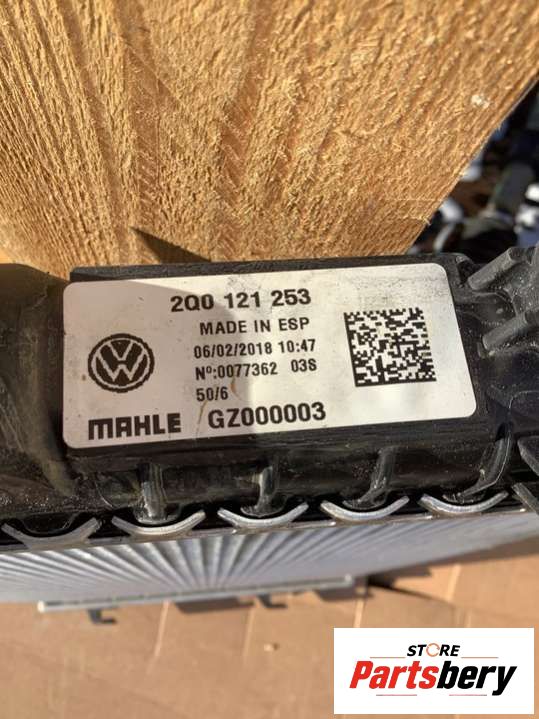 2Q0 121 253
MADE IN ESP
06/02/2018 10:47
Nº:0077362 03S
50/6
MAHLE GZ000003
STORE
Partsbery